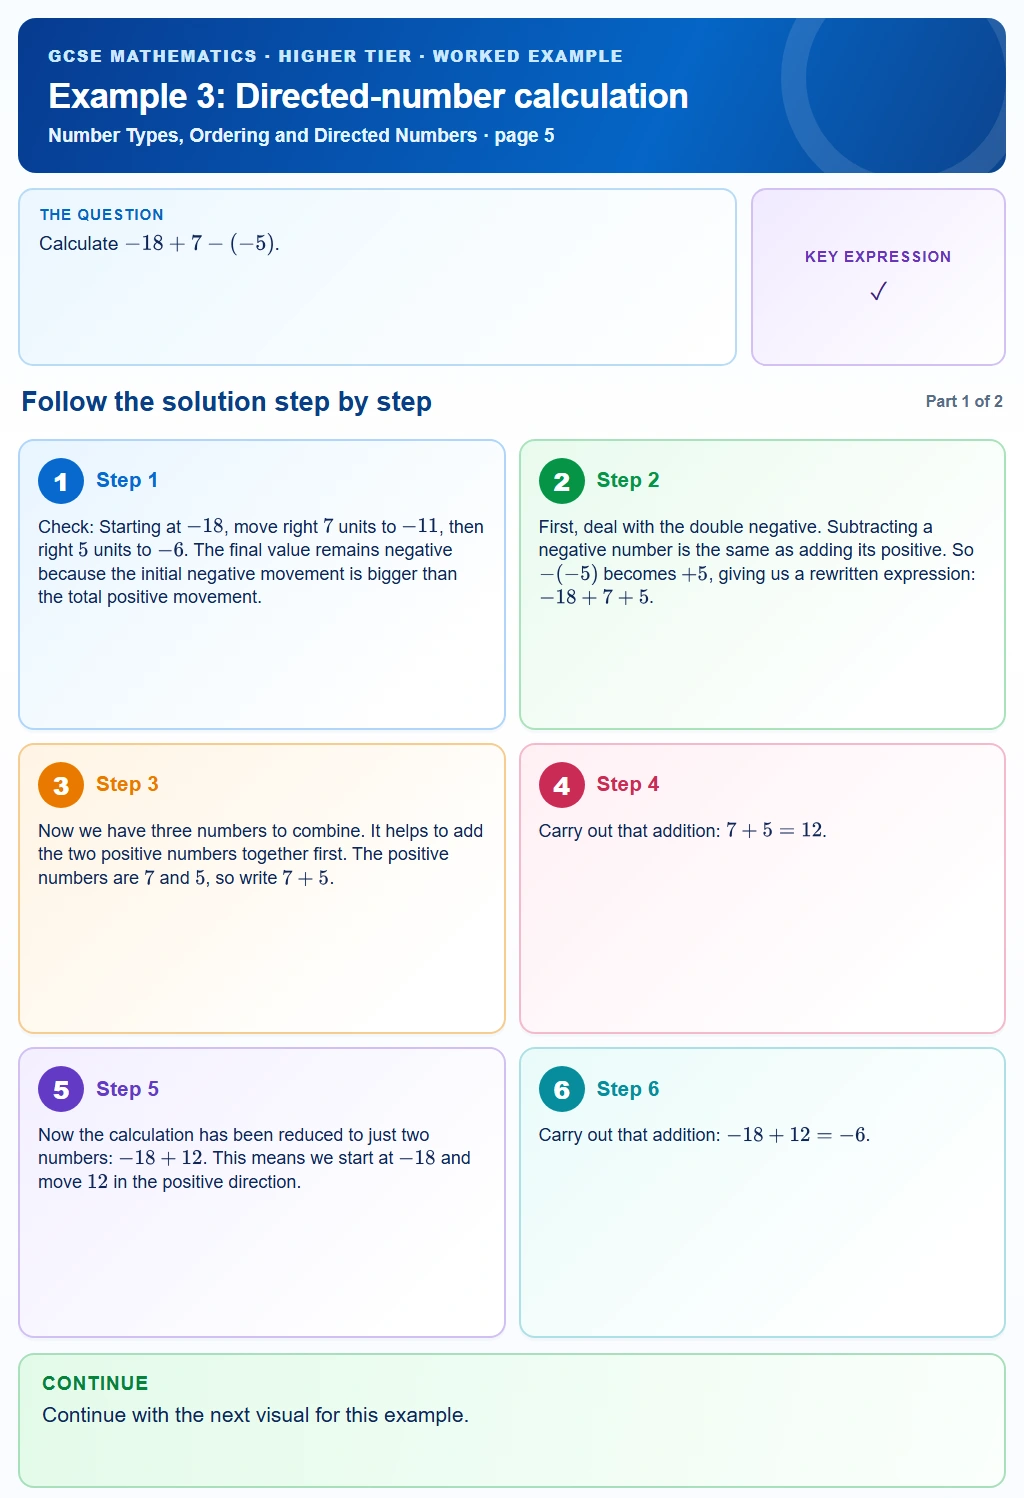 GCSE MATHEMATICS · HIGHER TIER · WORKED EXAMPLE
Example 3: Directed-number calculation
Number Types, Ordering and Directed Numbers · page 5
THE QUESTION
Calculate −18 + 7 − (−5).
KEY EXPRESSION
✓
Follow the solution step by step
Part 1 of 2
1 Step 1
Check: Starting at −18, move right 7 units to −11, then
right 5 units to −6. The final value remains negative
because the initial negative movement is bigger than
the total positive movement.
2 Step 2
First, deal with the double negative. Subtracting a
negative number is the same as adding its positive. So
−(−5) becomes +5, giving us a rewritten expression:
−18 + 7 + 5.
3 Step 3
Now we have three numbers to combine. It helps to add
the two positive numbers together first. The positive
numbers are 7 and 5, so write 7 + 5.
4 Step 4
Carry out that addition: 7 + 5 = 12.
5 Step 5
Now the calculation has been reduced to just two
numbers: −18 + 12. This means we start at −18 and
move 12 in the positive direction.
6 Step 6
Carry out that addition: −18 + 12 = −6.
CONTINUE
Continue with the next visual for this example.